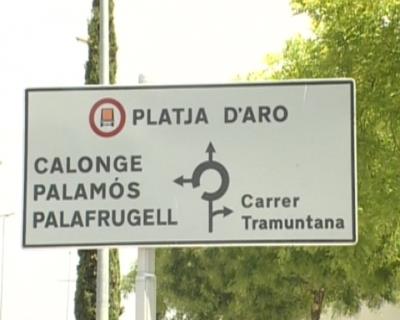 PLATJA D'ARO
CALONGE
PALAMÓS
PALAFRUGELL
Carrer
Tramuntana